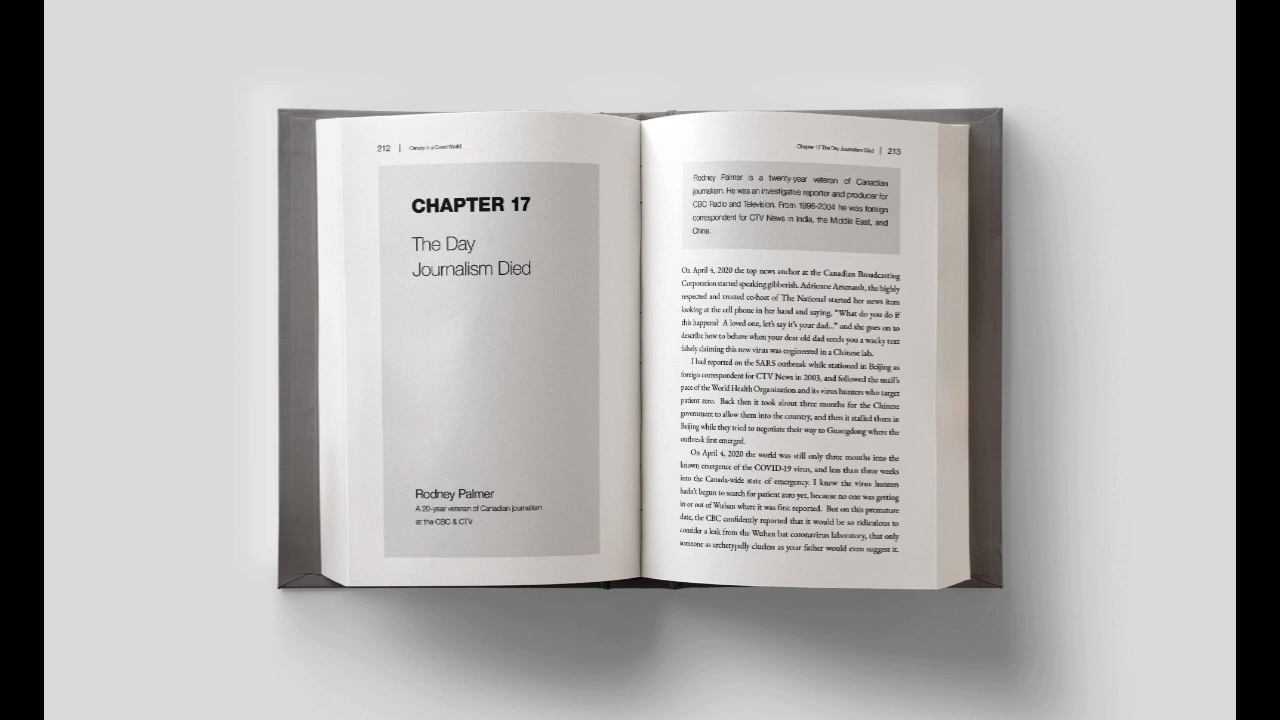 212 | Canary in a Covid World
CHAPTER 17
The Day
Journalism Died
Rodney Palmer
A 20-year veteran of Canadian journalism
at the CBC & CTV
Chapter 17 The Day Journalism Died | 213
Rodney Palmer is a twenty-year veteran of Canadian
journalism. He was an investigative reporter and producer for
CBC Radio and Television. From 1995-2004 he was foreign
correspondent for CTV News in India, the Middle East, and
China.
On April 4, 2020 the top news anchor at the Canadian Broadcasting
Corporation started speaking gibberish. Adrienne Arsenault, the highly
respected and trusted co-host of The National started her news item
looking at the cell phone in her hand and saying, “What do you do if
this happens? A loved one, let’s say it’s your dad...” and she goes on to
describe how to behave when your dear old dad sends you a wacky text
falsely claiming this new virus was engineered in a Chinese lab.
I had reported on the SARS outbreak while stationed in Beijing as
foreign correspondent for CTV News in 2003, and followed the snail’s
pace of the World Health Organization and its virus hunters who target
patient zero. Back then it took about three months for the Chinese
government to allow them into the country, and then it stalled them in
Beijing while they tried to negotiate their way to Guangdong where the
outbreak first emerged.
On April 4, 2020 the world was still only three months into the
known emergence of the COVID-19 virus, and less than three weeks
into the Canada-wide state of emergency. I knew the virus hunters
hadn’t begun to search for patient zero yet, because no one was getting
in or out of Wuhan where it was first reported. But on this premature
date, the CBC confidently reported that it would be so ridiculous to
consider a leak from the Wuhan bat coronavirus laboratory, that only
someone as archetypally clueless as your father would even suggest it.